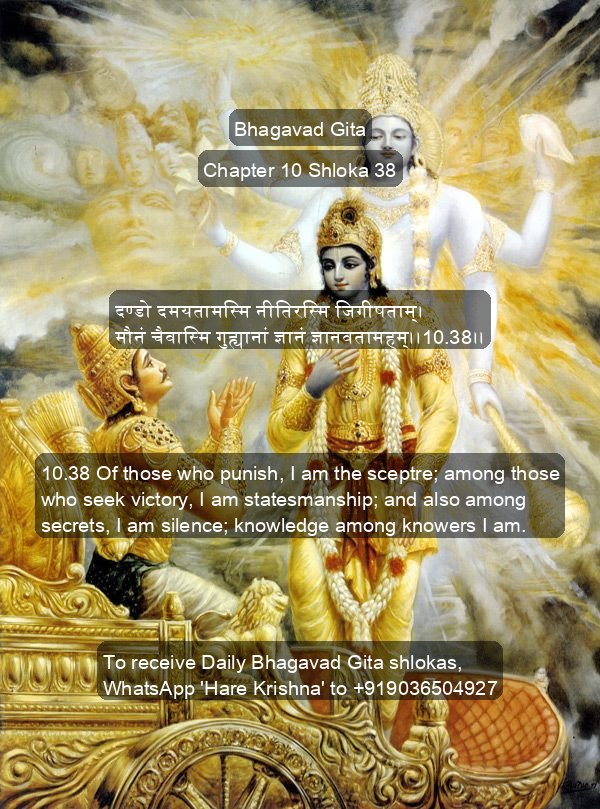 Bhagavad Gita
Chapter 10 Shloka 38
दण्डो दमयतामस्मि नीतिरस्मि जिगीषताम्।
मौनं चैवास्मि गुह्यानां ज्ञानं ज्ञानवतामहम्।।10.38।।
10.38 Of those who punish, I am the sceptre; among those
who seek victory, I am statesmanship; and also among
secrets, I am silence; knowledge among knowers I am.
To receive Daily Bhagavad Gita shlokas,
WhatsApp 'Hare Krishna' to +919036504927